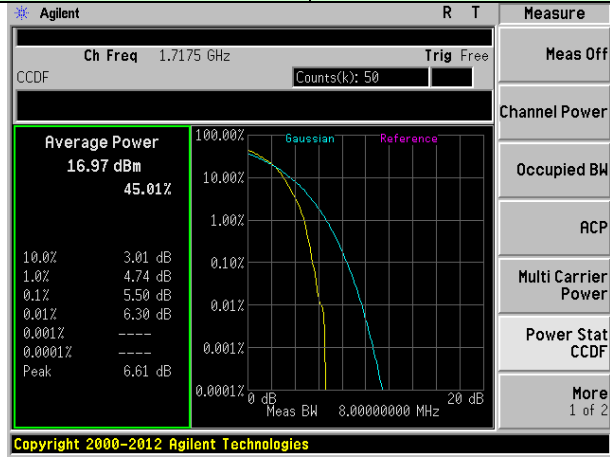 Agilent R T Measure
Ch Freq 1.7175 GHz Trig Free
CCDF Counts(k): 50
Meas Off
Channel Power
Occupied BW
ACP
Multi Carrier
Power
Power Stat
CCDF
More
1 of 2
Average Power
16.97 dBm
45.01%
10.0% 3.01 dB
1.0% 4.74 dB
0.1% 5.50 dB
0.01% 6.30 dB
0.001% ----
0.0001% ----
Peak 6.61 dB
Gaussian Reference
100.00%
10.00%
1.00%
0.10%
0.01%
0.001%
0.0001%
0 dB 20 dB
Meas BW 8.00000000 MHz
Copyright 2000-2012 Agilent Technologies